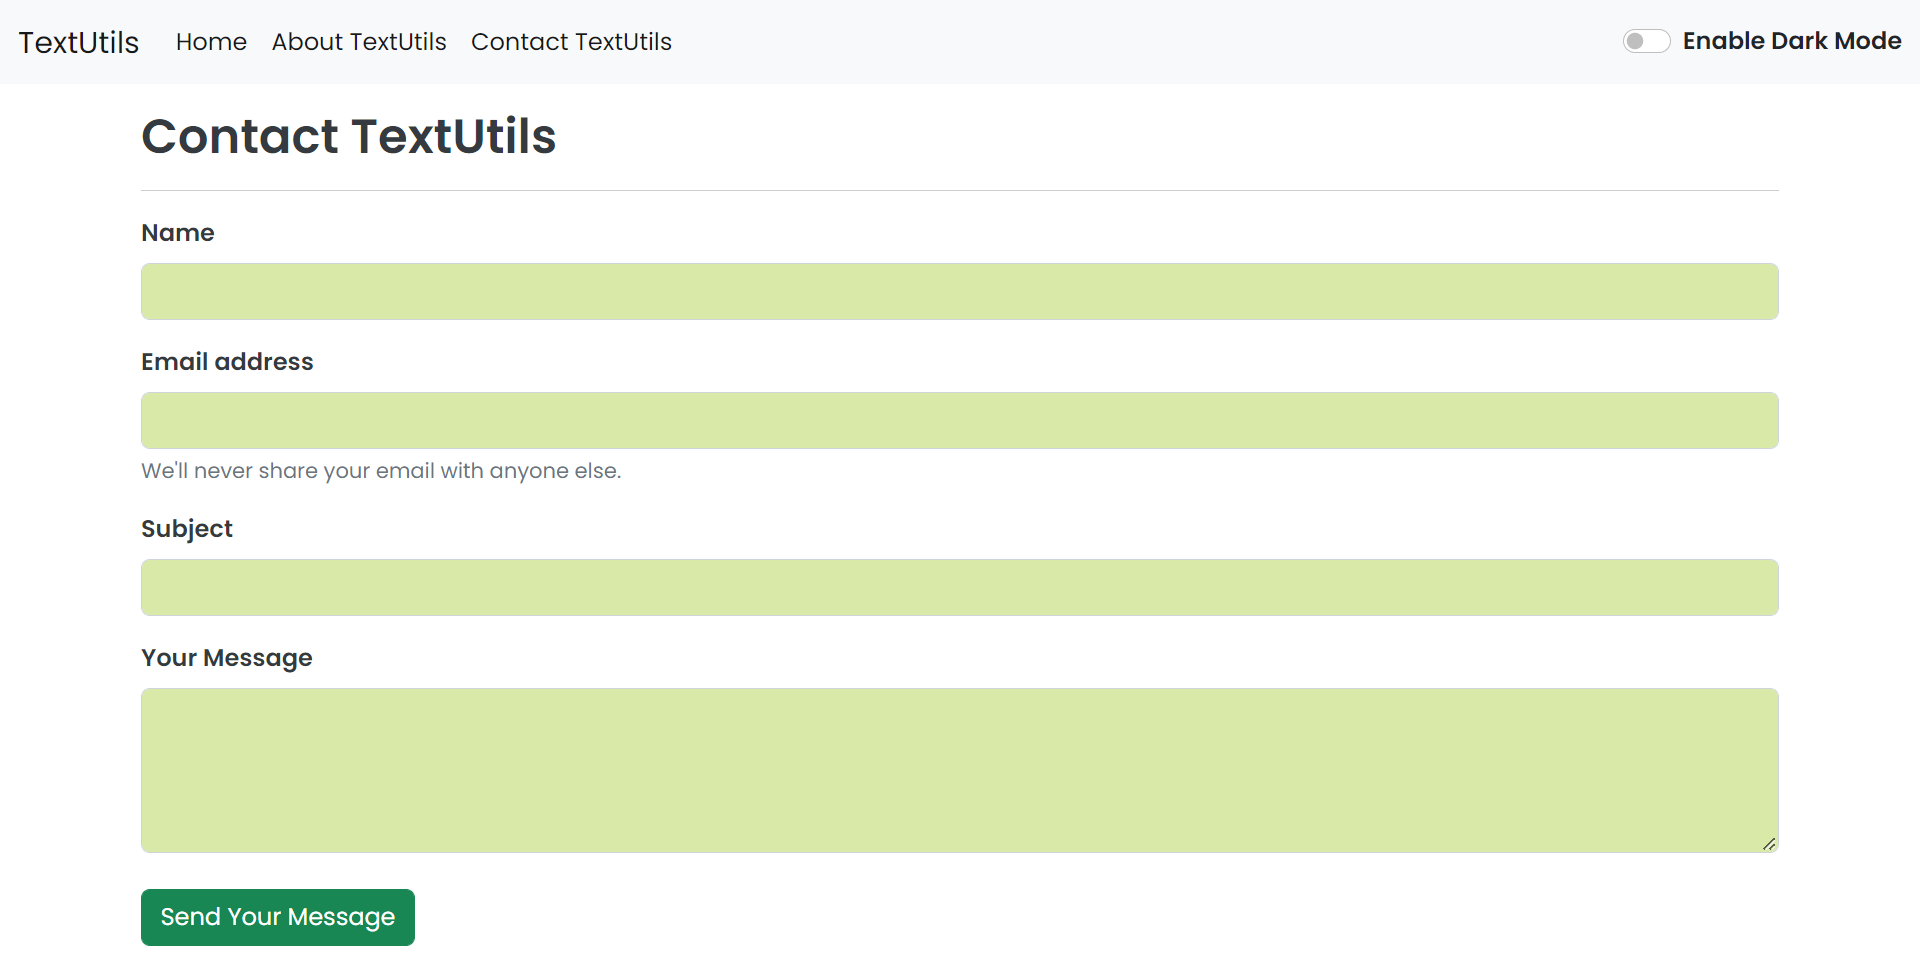 TextUtils Home About TextUtils Contact TextUtils Enable Dark Mode
Contact TextUtils
Name
Email address
We'll never share your email with anyone else.
Subject
Your Message
Send Your Message